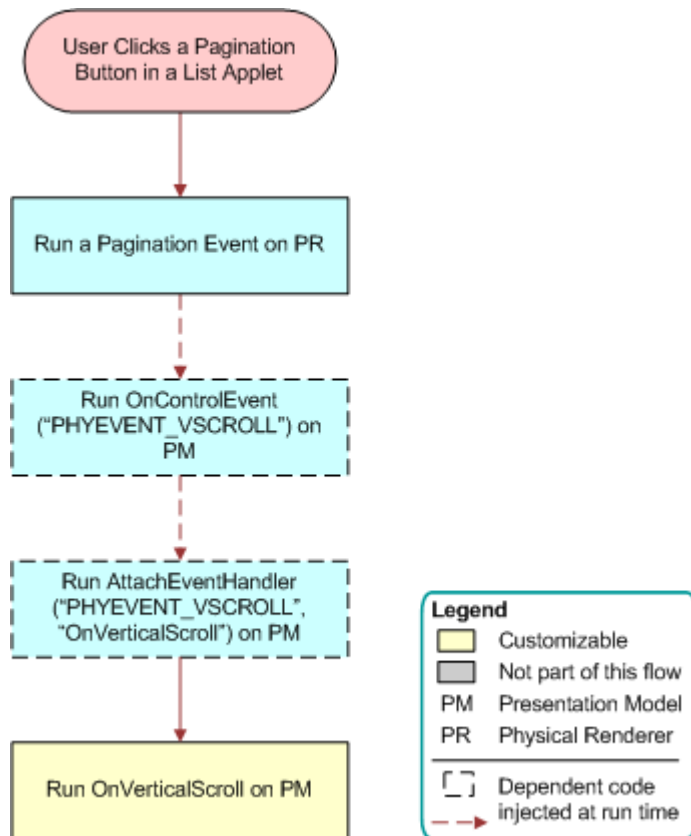 User Clicks a Pagination
Button in a List Applet
Run a Pagination Event on PR
Run OnControlEvent
(“PHYEVENT_VSCROLL”) on
PM
Run AttachEventHandler
(“PHYEVENT_VSCROLL”,
“OnVerticalScroll”) on PM
Run OnVerticalScroll on PM
Legend
Customizable
Not part of this flow
PM Presentation Model
PR Physical Renderer
Dependent code
injected at run time